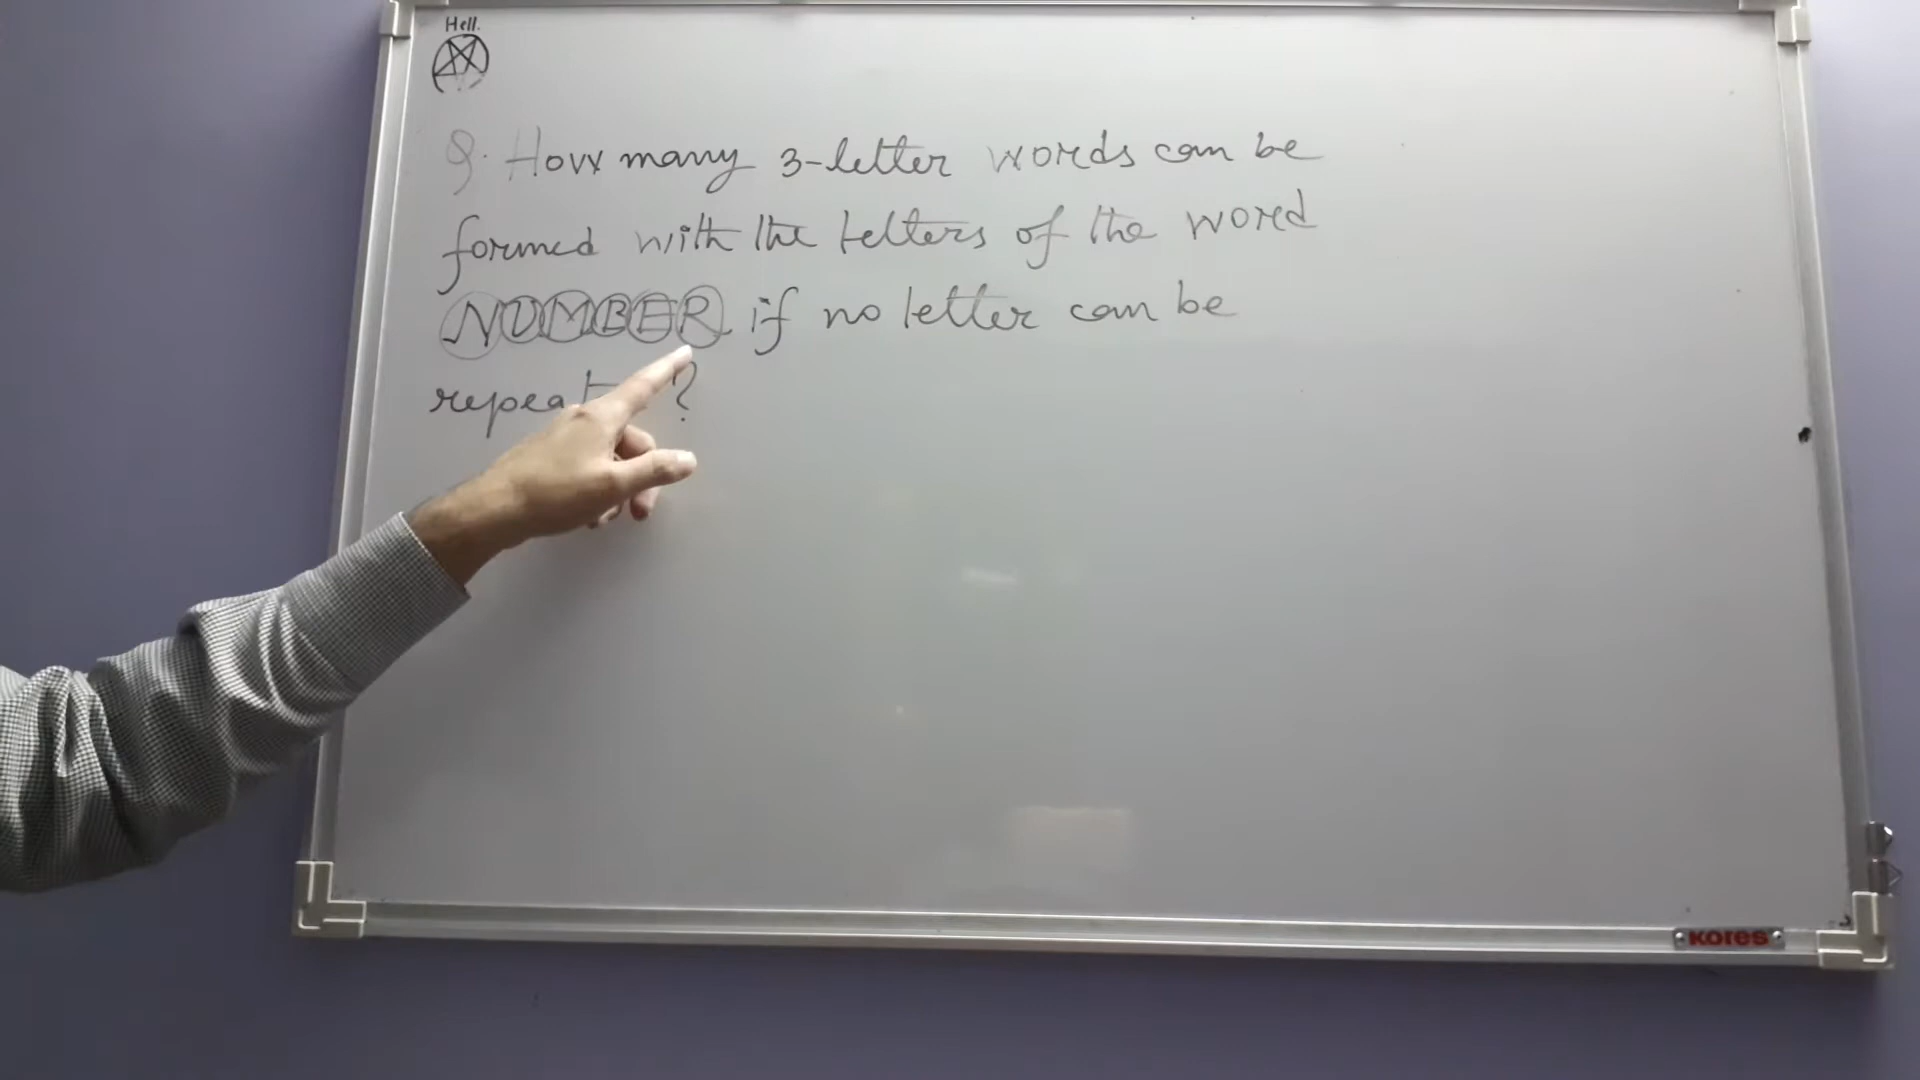 Hell.
Q. How many 3-letter words can be
formed with the letters of the word
NUMBER if no letter can be
repeat ?
KORES